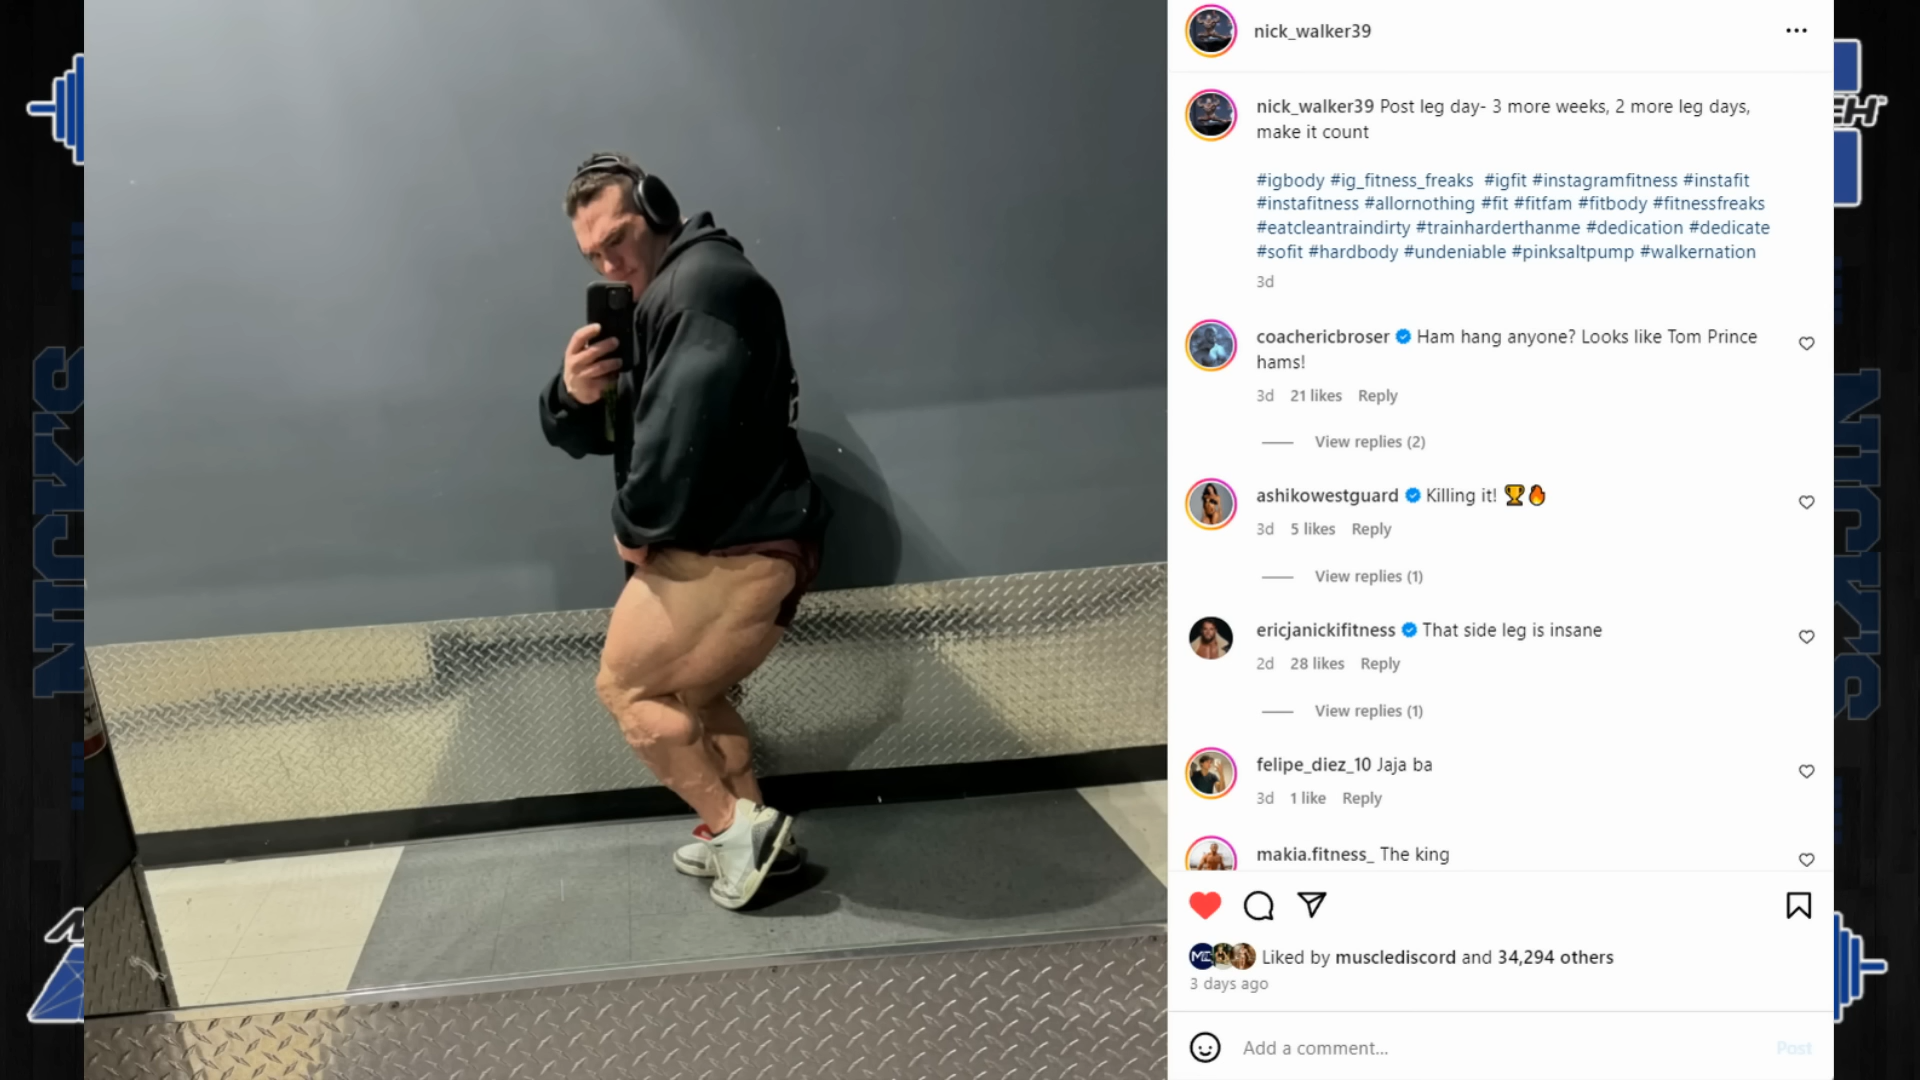 nick_walker39
nick_walker39 Post leg day- 3 more weeks, 2 more leg days,
make it count
#igbody #ig_fitness_freaks #igfit #instagramfitness #instafit
#instafitness #allornothing #fit #fitfam #fitbody #fitnessfreaks
#eatcleantraindirty #trainharderthanme #dedication #dedicate
#sofit #hardbody #undeniable #pinksaltpump #walkernation
3d
coachericbroser Ham hang anyone? Looks like Tom Prince
hams!
3d 21 likes Reply
View replies (2)
ashikowestguard Killing it! 🏆🔥
3d 5 likes Reply
View replies (1)
ericjanickifitness That side leg is insane
2d 28 likes Reply
View replies (1)
felipe_diez_10 Jaja ba
3d 1 like Reply
makia.fitness_ The king
Liked by musclediscord and 34,294 others
3 days ago
Add a comment...
Post
NICK'S
NICK'S